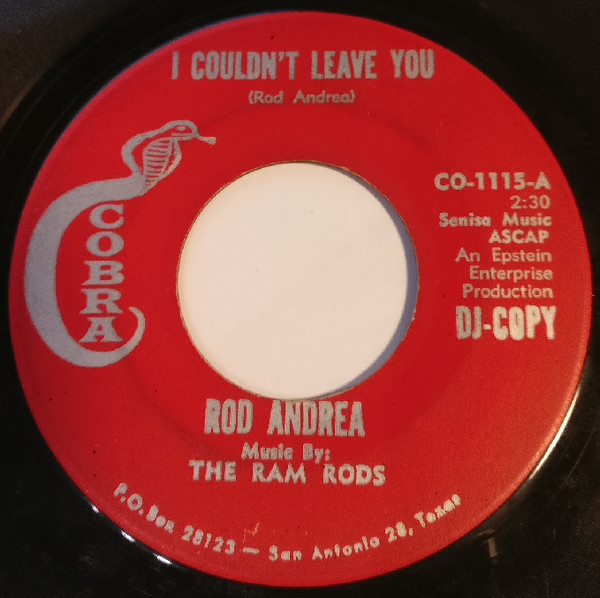 I COULDN'T LEAVE YOU
(Rod Andrea)
COBRA
CO-1115-A
2:30
Senisa Music
ASCAP
An Epstein
Enterprise
Production
DJ-COPY
ROD ANDREA
Music By:
THE RAM RODS
P.O. Box 28123 — San Antonio 28, Texas